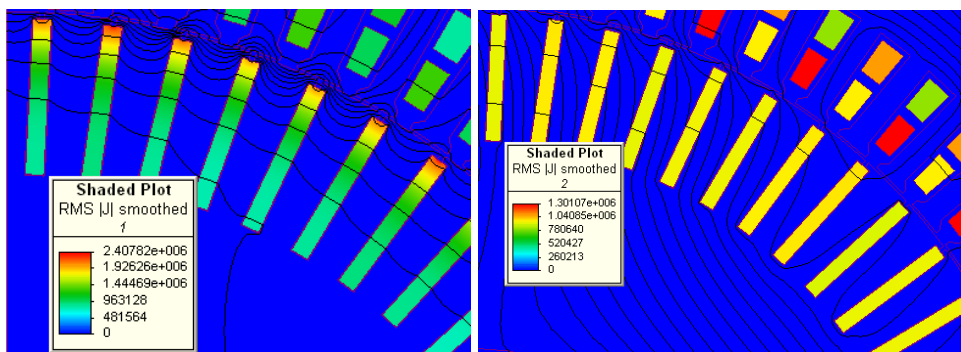 Shaded Plot
RMS |J| smoothed
1
2.40782e+006
1.92626e+006
1.44469e+006
963128
481564
0
Shaded Plot
RMS |J| smoothed
2
1.30107e+006
1.04085e+006
780640
520427
260213
0